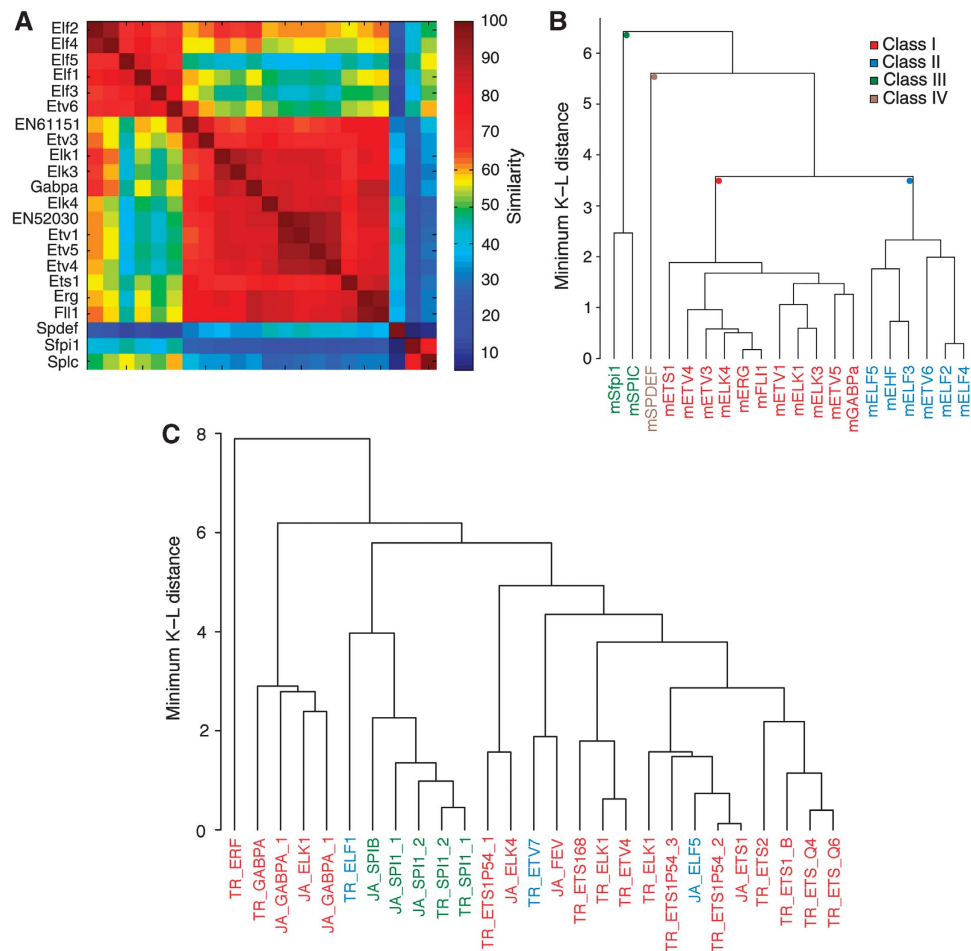 A
Elf2
Elf4
Elf5
Elf1
Elf3
Etv6
EN61151
Etv3
Elk1
Elk3
Gabpa
Elk4
EN52030
Etv1
Etv5
Etv4
Ets1
Erg
Fli1
Spdef
Sfpi1
SpIc
100
90
80
70
60
50
40
30
20
10
Similarity
B
Minimum K–L distance
6
5
4
3
2
1
0
Class I
Class II
Class III
Class IV
mSfpi1
mSPIC
mSPDEF
mETS1
mETV4
mETV3
mELK4
mERG
mFLI1
mETV1
mELK1
mELK3
mETV5
mGABPa
mELF5
mEHF
mELF3
mETV6
mELF2
mELF4
C
Minimum K–L distance
8
6
4
2
0
TR_ERF
TR_GABPA
JA_GABPA_1
JA_ELK1
JA_GABPA_1
TR_ELF1
JA_SPIB
JA_SPI1_1
JA_SPI1_2
TR_SPI1_2
TR_SPI1_1
TR_ETS1P54_1
JA_ELK4
TR_ETV7
JA_FEV
TR_ETS168
TR_ELK1
TR_ETV4
TR_ELK1
TR_ETS1P54_3
JA_ELF5
TR_ETS1P54_2
JA_ETS1
TR_ETS2
TR_ETS1_B
TR_ETS_Q4
TR_ETS_Q6